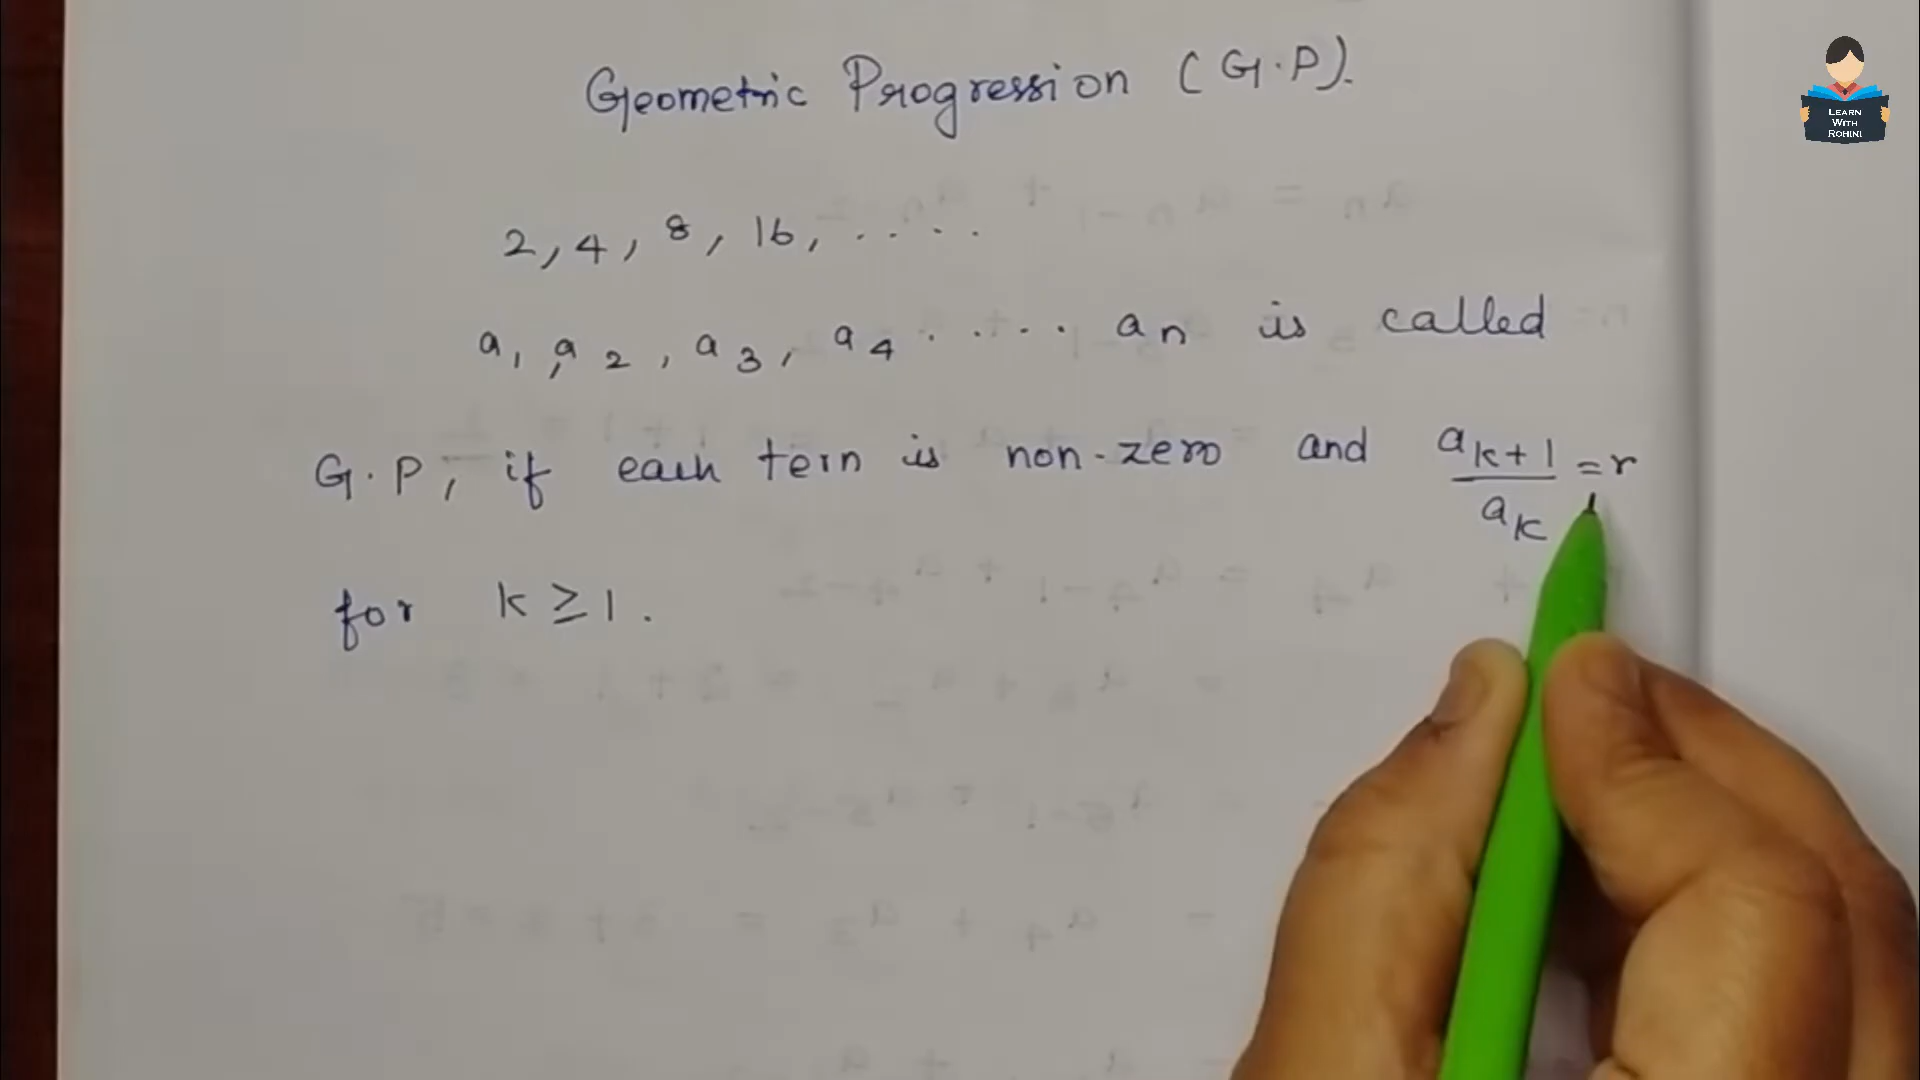 Geometric Progression (G.P).
LEARN
WITH
ROHINI
2, 4, 8, 16, . . . .
a₁, a₂, a₃, a₄ . . . . . aₙ is called
G.P, if each term is non-zero and aₖ₊₁/aₖ = r
for k ≥ 1.